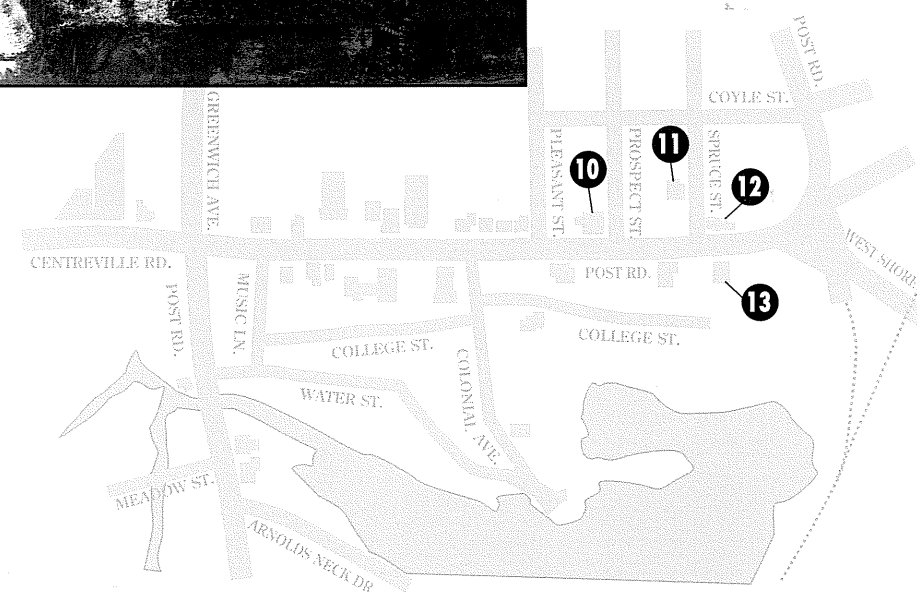 POST RD.
COYLE ST.
GREENWICH AVE.
PLEASANT ST.
PROSPECT ST.
SPRUCE ST.
10
11
12
CENTREVILLE RD.
POST RD.
WEST SHORE
POST RD.
MUSIC LN.
13
COLLEGE ST.
COLLEGE ST.
COLONIAL AVE.
WATER ST.
MEADOW ST.
ARNOLDS NECK DR